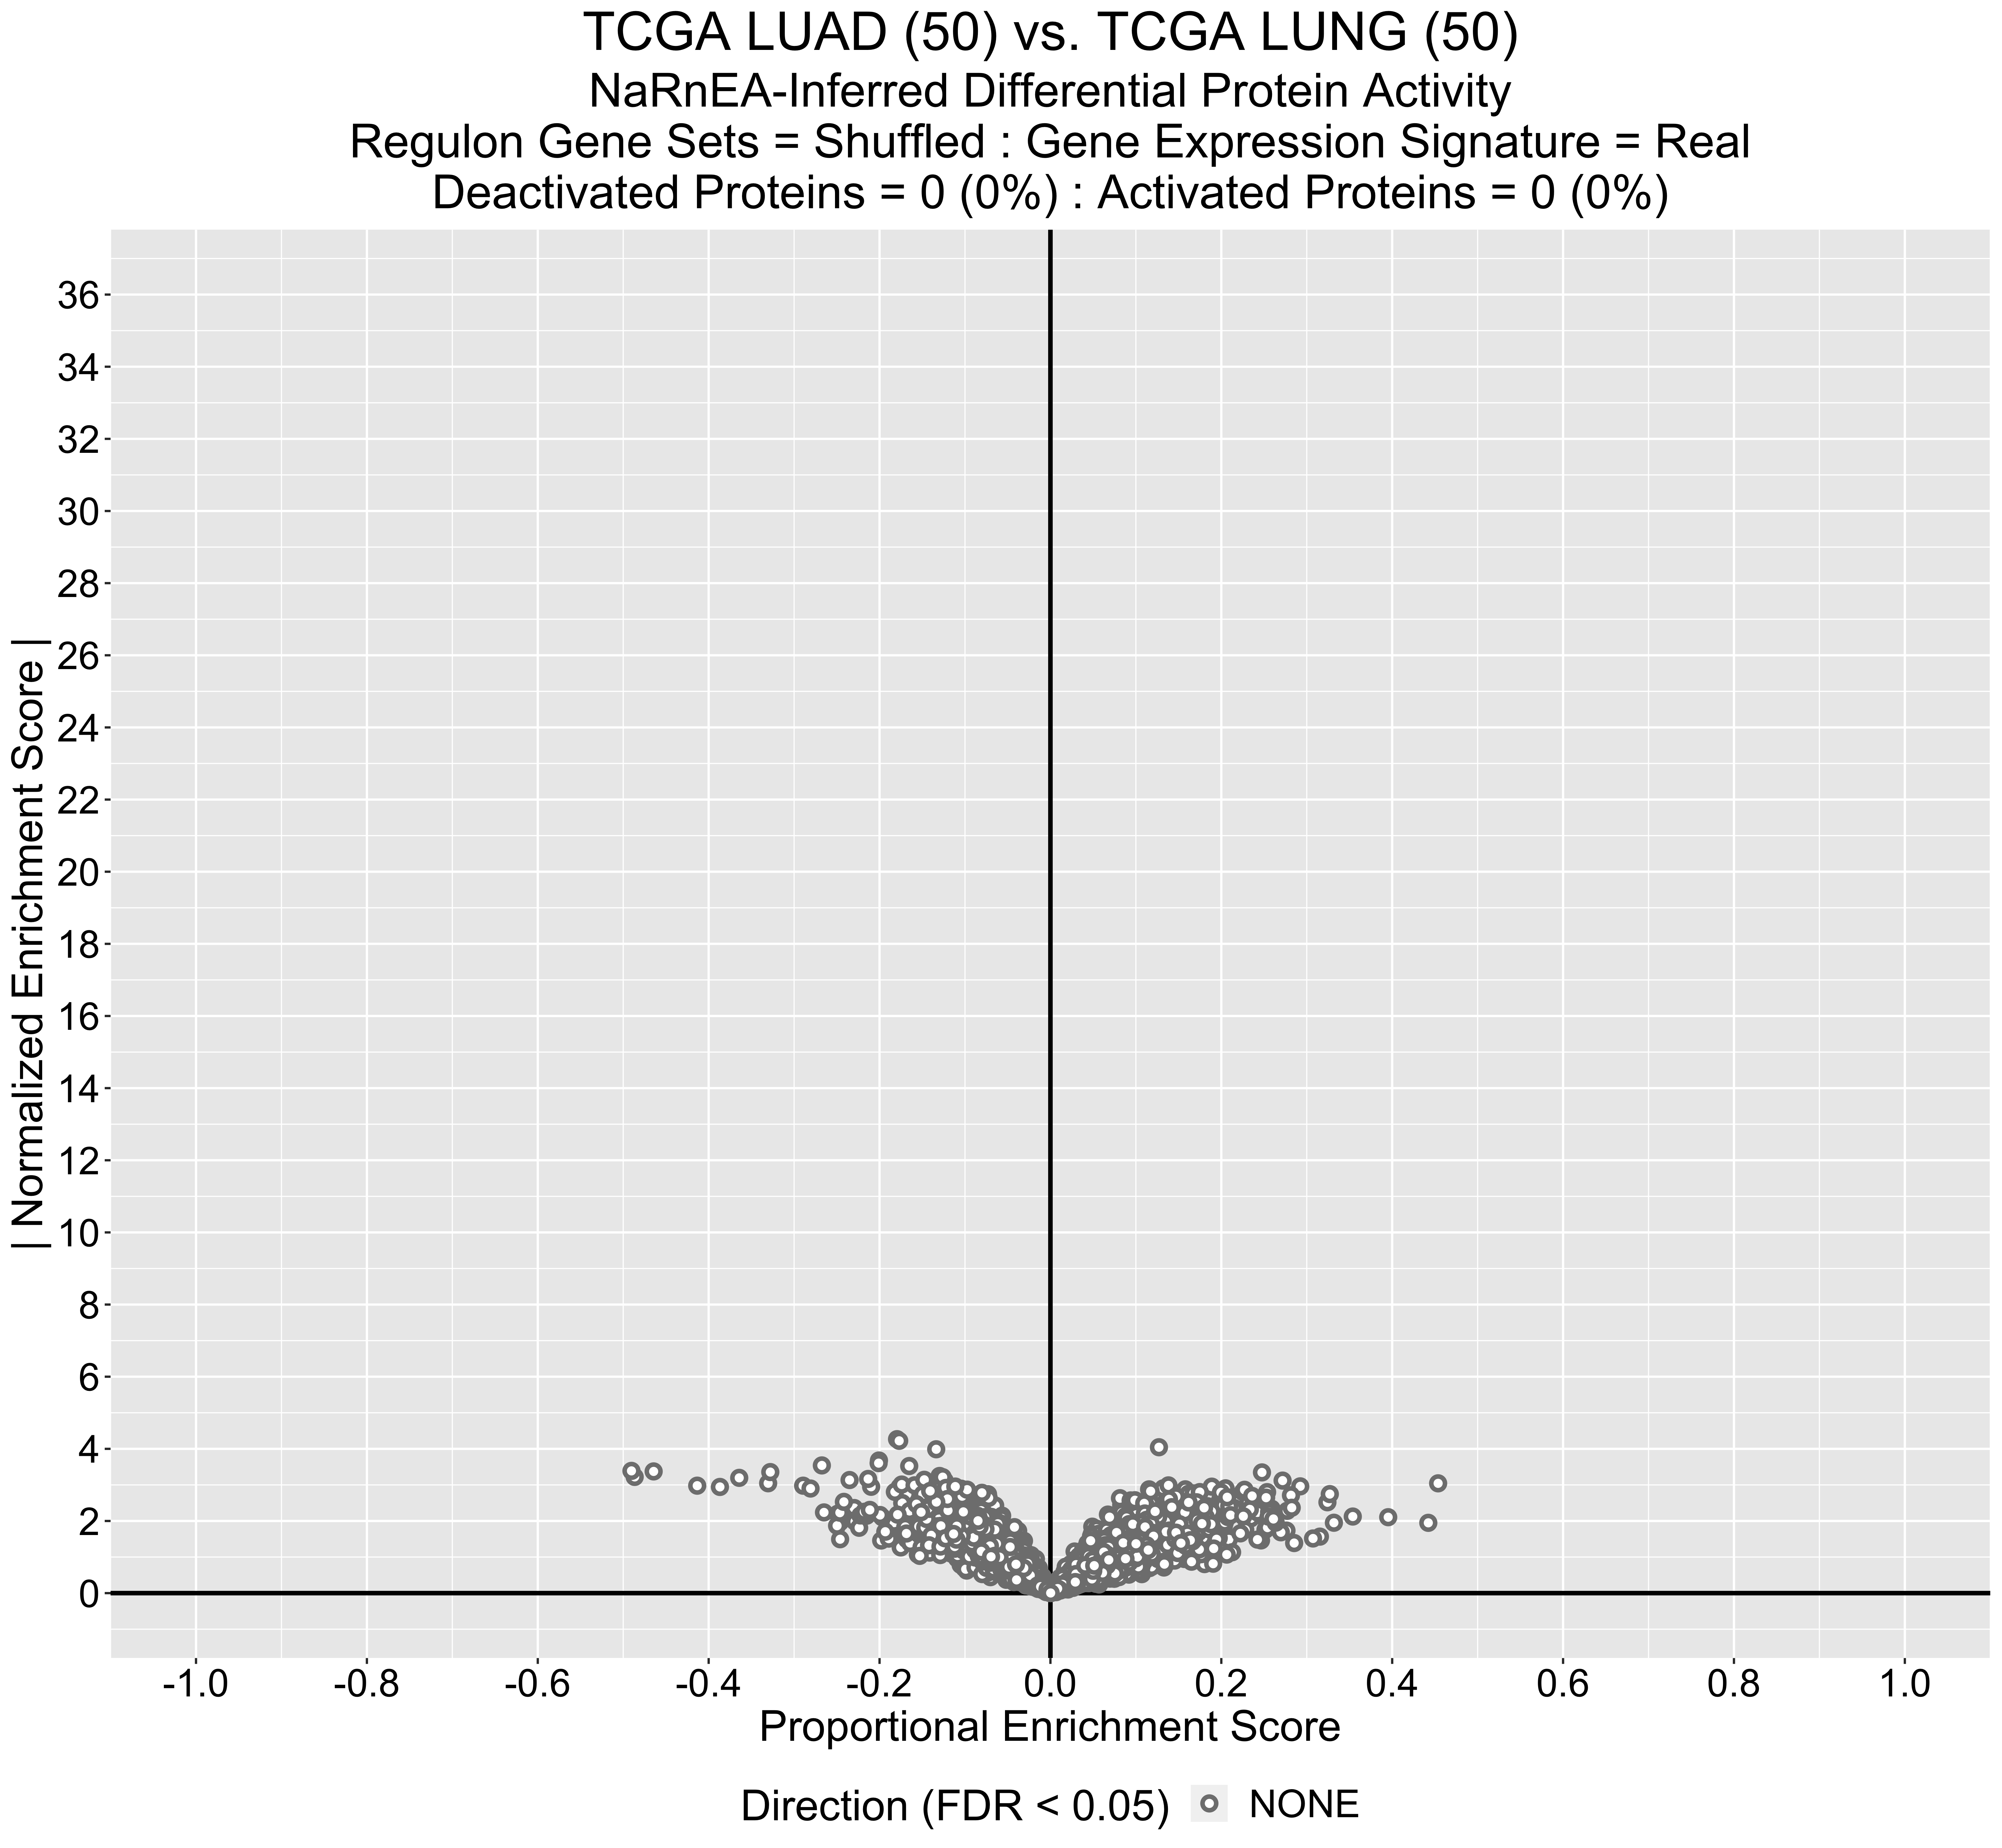 TCGA LUAD (50) vs. TCGA LUNG (50)
NaRnEA-Inferred Differential Protein Activity
Regulon Gene Sets = Shuffled : Gene Expression Signature = Real
Deactivated Proteins = 0 (0%) : Activated Proteins = 0 (0%)
| Normalized Enrichment Score |
36
34
32
30
28
26
24
22
20
18
16
14
12
10
8
6
4
2
0
-1.0 -0.8 -0.6 -0.4 -0.2 0.0 0.2 0.4 0.6 0.8 1.0
Proportional Enrichment Score
Direction (FDR < 0.05) NONE